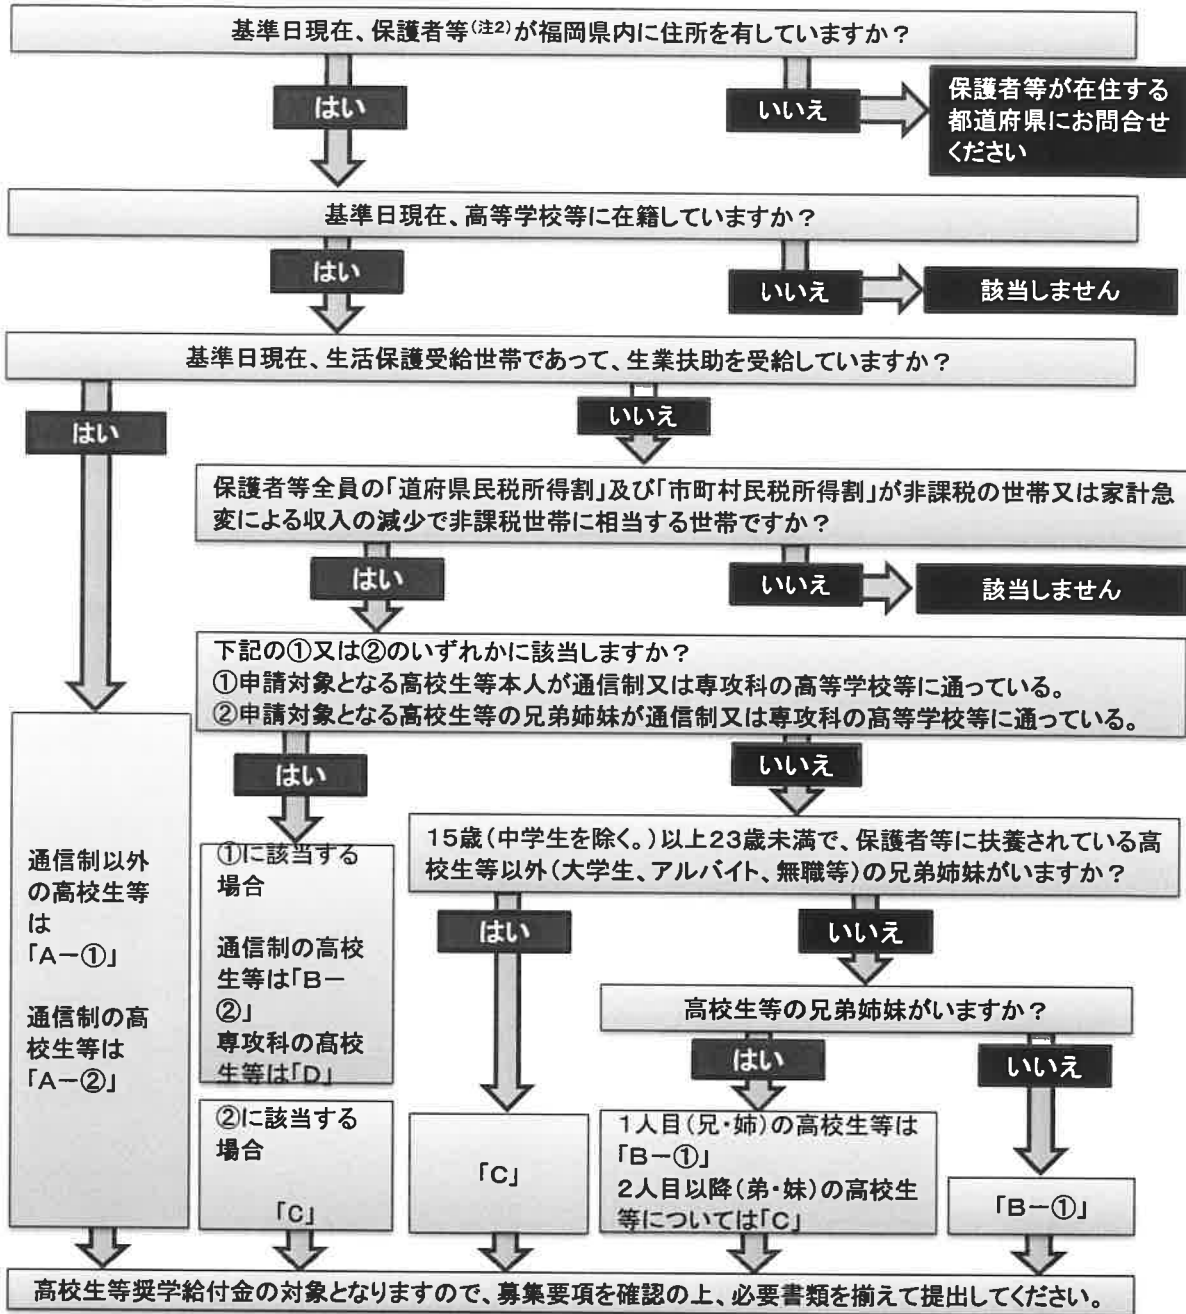 基準日現在、保護者等(注2)が福岡県内に住所を有していますか？
はい
いいえ
保護者等が在住する
都道府県にお問合せ
ください
基準日現在、高等学校等に在籍していますか？
はい
いいえ
該当しません
基準日現在、生活保護受給世帯であって、生業扶助を受給していますか？
はい
いいえ
保護者等全員の「道府県民税所得割」及び「市町村民税所得割」が非課税の世帯又は家計急
変による収入の減少で非課税世帯に相当する世帯ですか？
はい
いいえ
該当しません
下記の①又は②のいずれかに該当しますか？
①申請対象となる高校生等本人が通信制又は専攻科の高等学校等に通っている。
②申請対象となる高校生等の兄弟姉妹が通信制又は専攻科の高等学校等に通っている。
はい
いいえ
通信制以外
の高校生等
は
「A－①」
通信制の高
校生等は
「A－②」
①に該当する
場合
通信制の高校
生等は「B－
②」
専攻科の高校
生等は「D」
②に該当する
場合
「C」
15歳（中学生を除く。）以上23歳未満で、保護者等に扶養されている高
校生等以外（大学生、アルバイト、無職等）の兄弟姉妹がいますか？
はい
いいえ
「C」
高校生等の兄弟姉妹がいますか？
はい
いいえ
1人目（兄・姉）の高校生等は
「B－①」
2人目以降（弟・妹）の高校生
等については「C」
「B－①」
高校生等奨学給付金の対象となりますので、募集要項を確認の上、必要書類を揃えて提出してください。